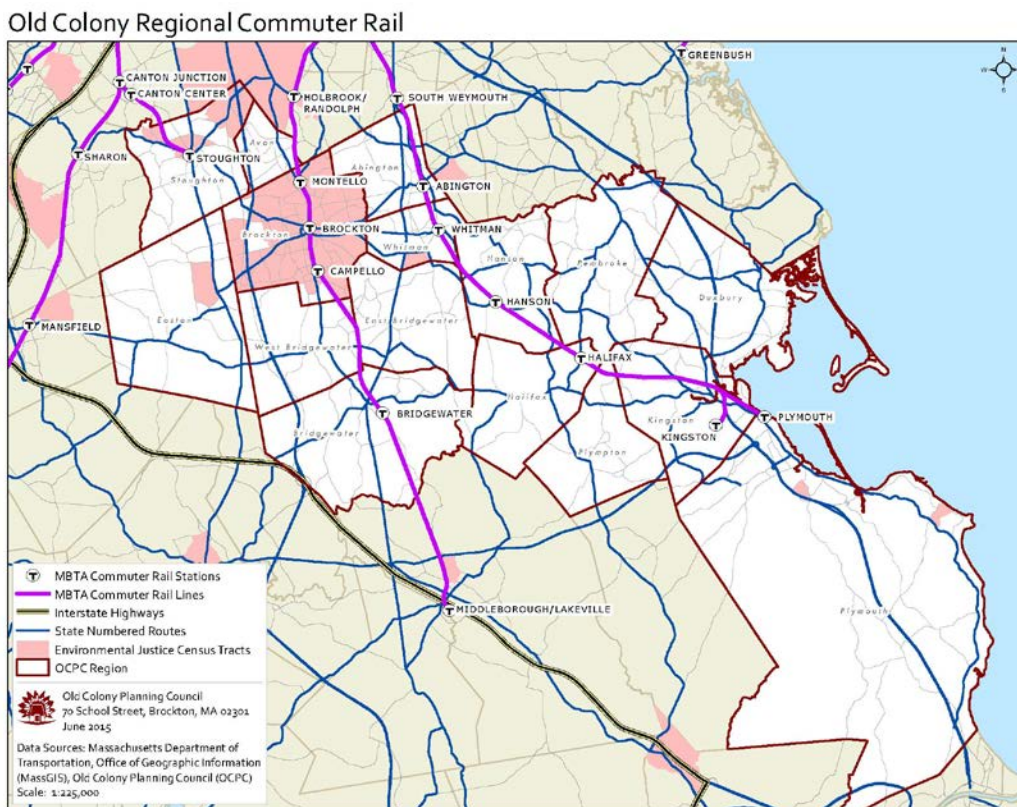 Old Colony Regional Commuter Rail
N
W
E
S
GREENBUSH
CANTON JUNCTION
CANTON CENTER
HOLBROOK/
RANDOLPH
SOUTH WEYMOUTH
Avon
SHARON
STOUGHTON
Stoughton
Abington
MONTELLO
ABINGTON
Brockton
BROCKTON
WHITMAN
Whitman
Hanson
Pembroke
CAMPELLO
Duxbury
HANSON
Easton
East Bridgewater
MANSFIELD
West Bridgewater
HALIFAX
Halifax
BRIDGEWATER
Bridgewater
Kingston
KINGSTON
PLYMOUTH
Plympton
MIDDLEBOROUGH/LAKEVILLE
Plymouth
T MBTA Commuter Rail Stations
MBTA Commuter Rail Lines
Interstate Highways
State Numbered Routes
Environmental Justice Census Tracts
OCPC Region
Old Colony Planning Council
70 School Street, Brockton, MA 02301
June 2015
Data Sources: Massachusetts Department of
Transportation, Office of Geographic Information
(MassGIS), Old Colony Planning Council (OCPC)
Scale: 1:225,000